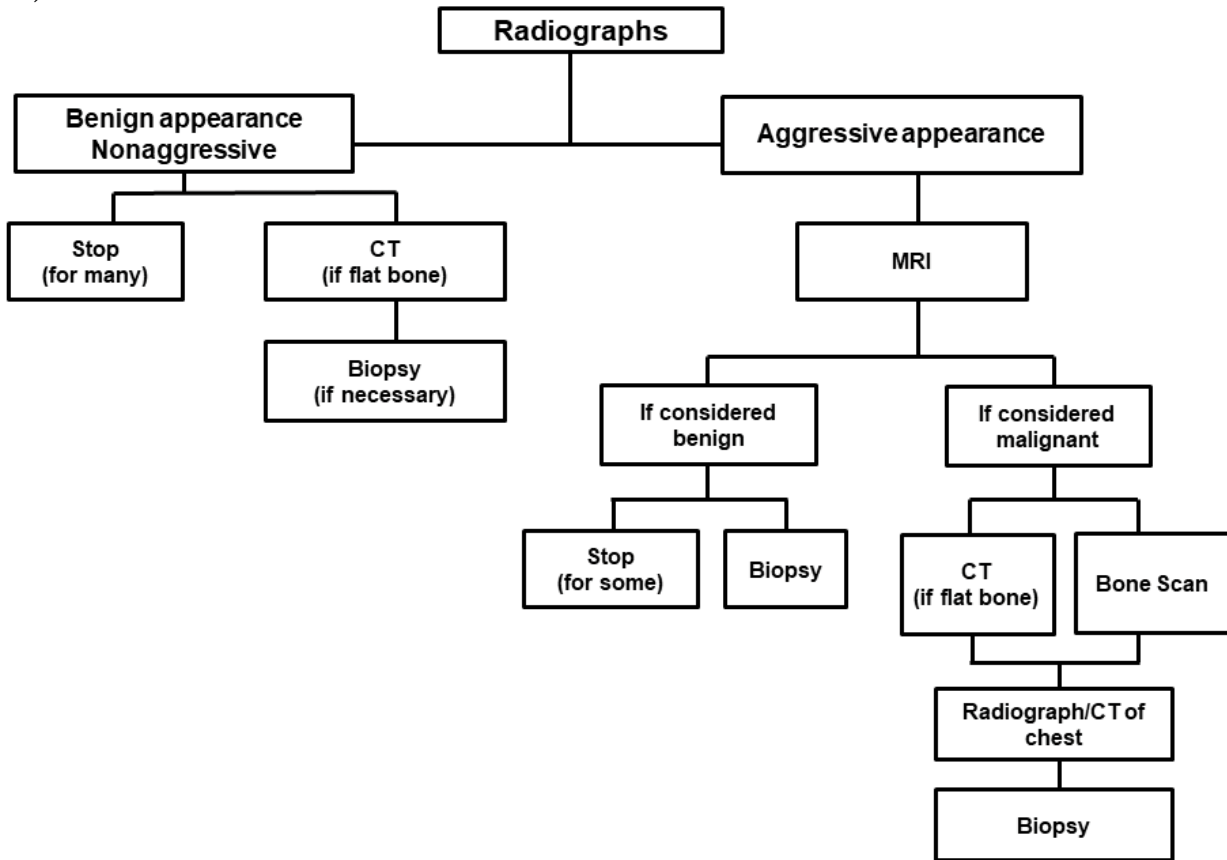 Radiographs
Benign appearance
Nonaggressive
Aggressive appearance
Stop
(for many)
CT
(if flat bone)
MRI
Biopsy
(if necessary)
If considered
benign
If considered
malignant
Stop
(for some)
Biopsy
CT
(if flat bone)
Bone Scan
Radiograph/CT of
chest
Biopsy